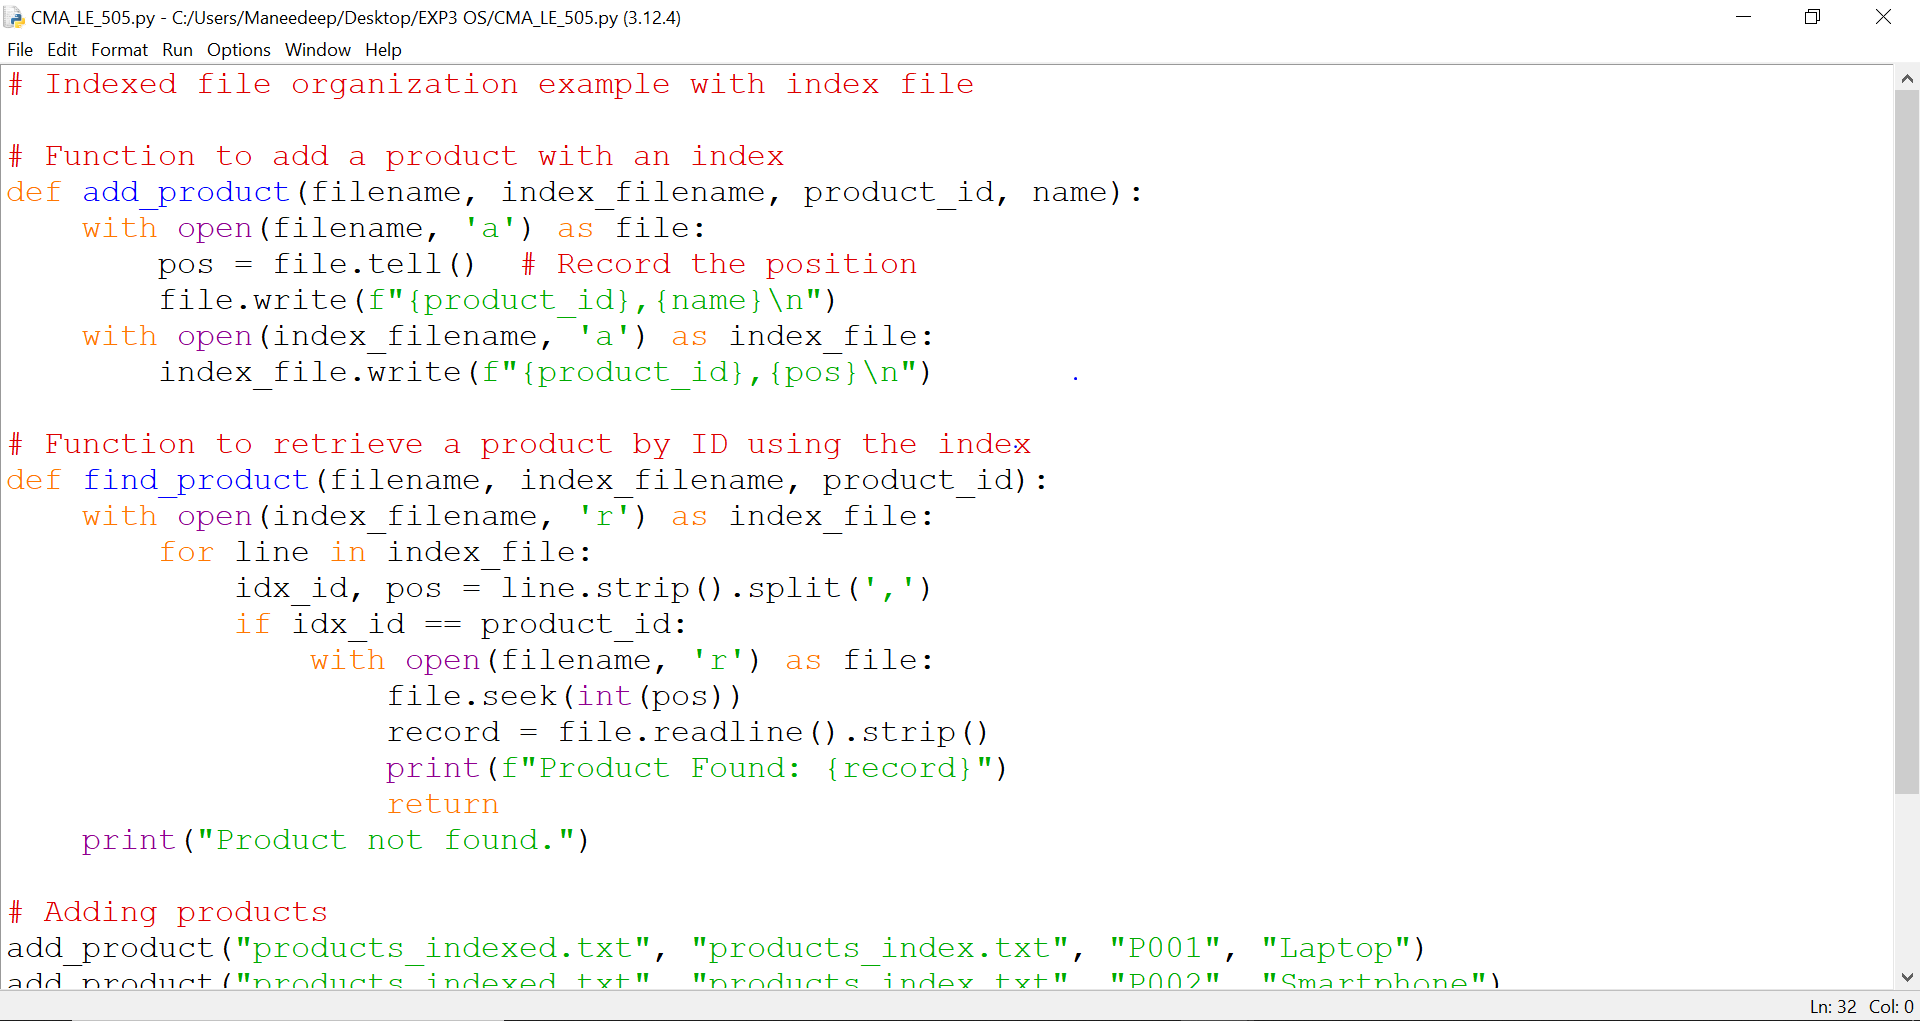 CMA_LE_505.py - C:/Users/Maneedeep/Desktop/EXP3 OS/CMA_LE_505.py (3.12.4)
File Edit Format Run Options Window Help
# Indexed file organization example with index file
# Function to add a product with an index
def add_product(filename, index_filename, product_id, name):
    with open(filename, 'a') as file:
        pos = file.tell()  # Record the position
        file.write(f"{product_id},{name}\n")
    with open(index_filename, 'a') as index_file:
        index_file.write(f"{product_id},{pos}\n")
# Function to retrieve a product by ID using the index
def find_product(filename, index_filename, product_id):
    with open(index_filename, 'r') as index_file:
        for line in index_file:
            idx_id, pos = line.strip().split(',')
            if idx_id == product_id:
                with open(filename, 'r') as file:
                    file.seek(int(pos))
                    record = file.readline().strip()
                    print(f"Product Found: {record}")
                    return
    print("Product not found.")
# Adding products
add_product("products_indexed.txt", "products_index.txt", "P001", "Laptop")
add_product("products_indexed.txt", "products_index.txt", "P002", "Smartphone")
Ln: 32 Col: 0